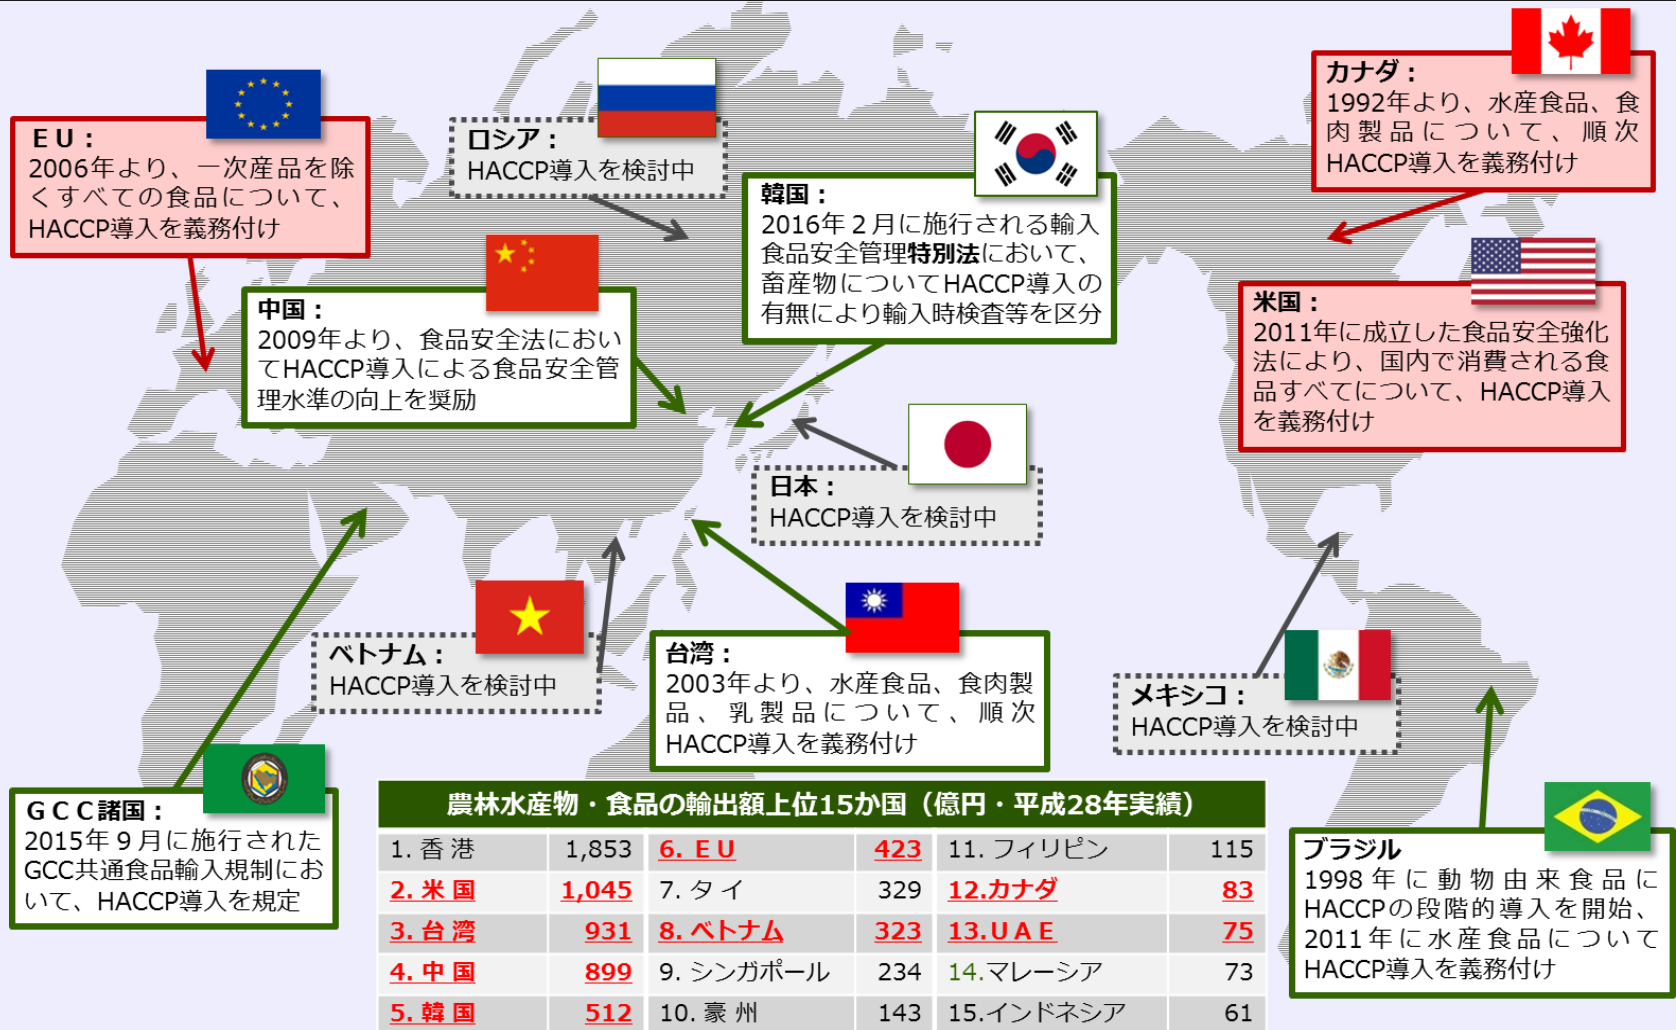 ＥＵ：
2006年より、一次産品を除
くすべての食品について、
HACCP導入を義務付け
ロシア：
HACCP導入を検討中
カナダ：
1992年より、水産食品、食
肉製品について、順次
HACCP導入を義務付け
韓国：
2016年２月に施行される輸入
食品安全管理特別法において、
畜産物についてHACCP導入の
有無により輸入時検査等を区分
中国：
2009年より、食品安全法におい
てHACCP導入による食品安全管
理水準の向上を奨励
米国：
2011年に成立した食品安全強化
法により、国内で消費される食
品すべてについて、HACCP導入
を義務付け
日本：
HACCP導入を検討中
ベトナム：
HACCP導入を検討中
台湾：
2003年より、水産食品、食肉製
品、乳製品について、順次
HACCP導入を義務付け
メキシコ：
HACCP導入を検討中
ＧＣＣ諸国：
2015年９月に施行された
GCC共通食品輸入規制にお
いて、HACCP導入を規定
ブラジル
1998年に動物由来食品に
HACCPの段階的導入を開始、
2011年に水産食品について
HACCP導入を義務付け
農林水産物・食品の輸出額上位15か国（億円・平成28年実績）
1. 香 港 1,853 6. ＥＵ 423 11. フィリピン 115
2. 米 国 1,045 7. タ イ 329 12.カナダ 83
3. 台 湾 931 8. ベトナム 323 13.ＵＡＥ 75
4. 中 国 899 9. シンガポール 234 14.マレーシア 73
5. 韓 国 512 10. 豪 州 143 15.インドネシア 61